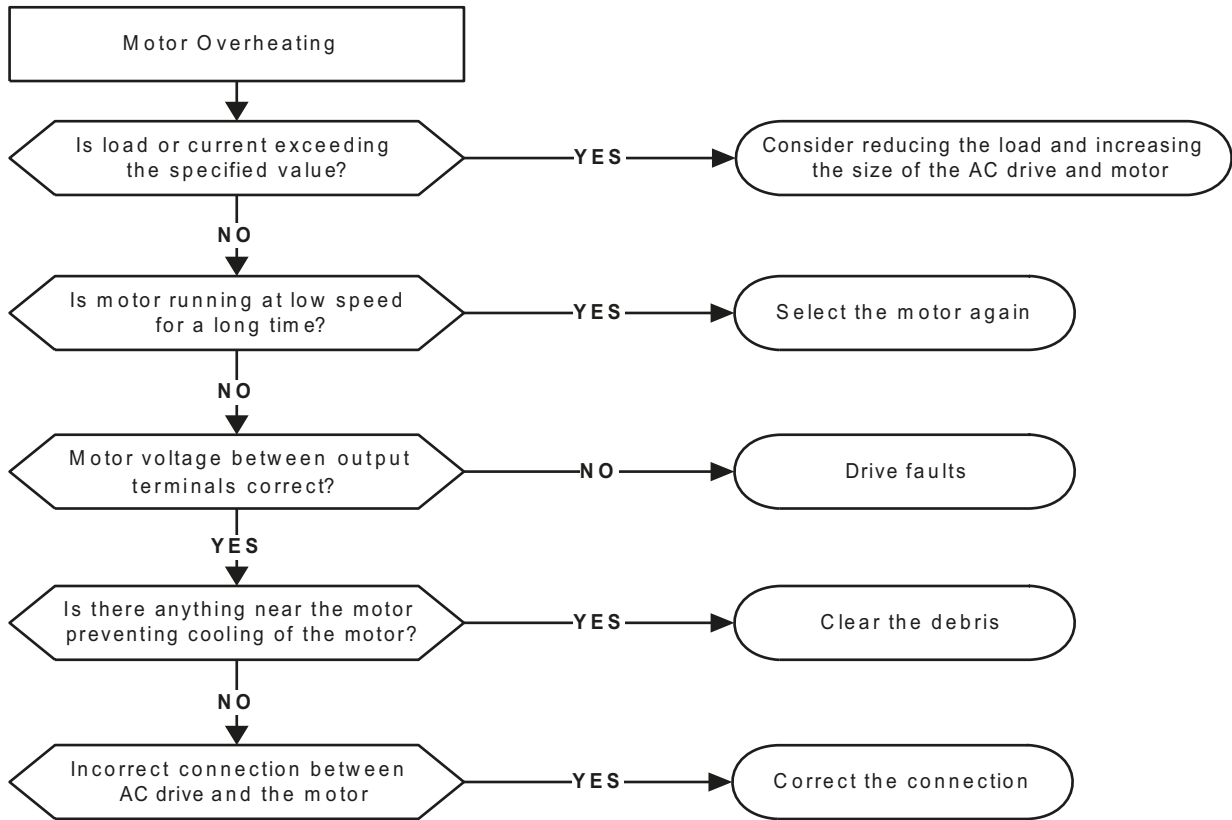 Motor Overheating
Is load or current exceeding
the specified value?
YES
Consider reducing the load and increasing
the size of the AC drive and motor
NO
Is motor running at low speed
for a long time?
YES
Select the motor again
NO
Motor voltage between output
terminals correct?
NO
Drive faults
YES
Is there anything near the motor
preventing cooling of the motor?
YES
Clear the debris
NO
Incorrect connection between
AC drive and the motor
YES
Correct the connection